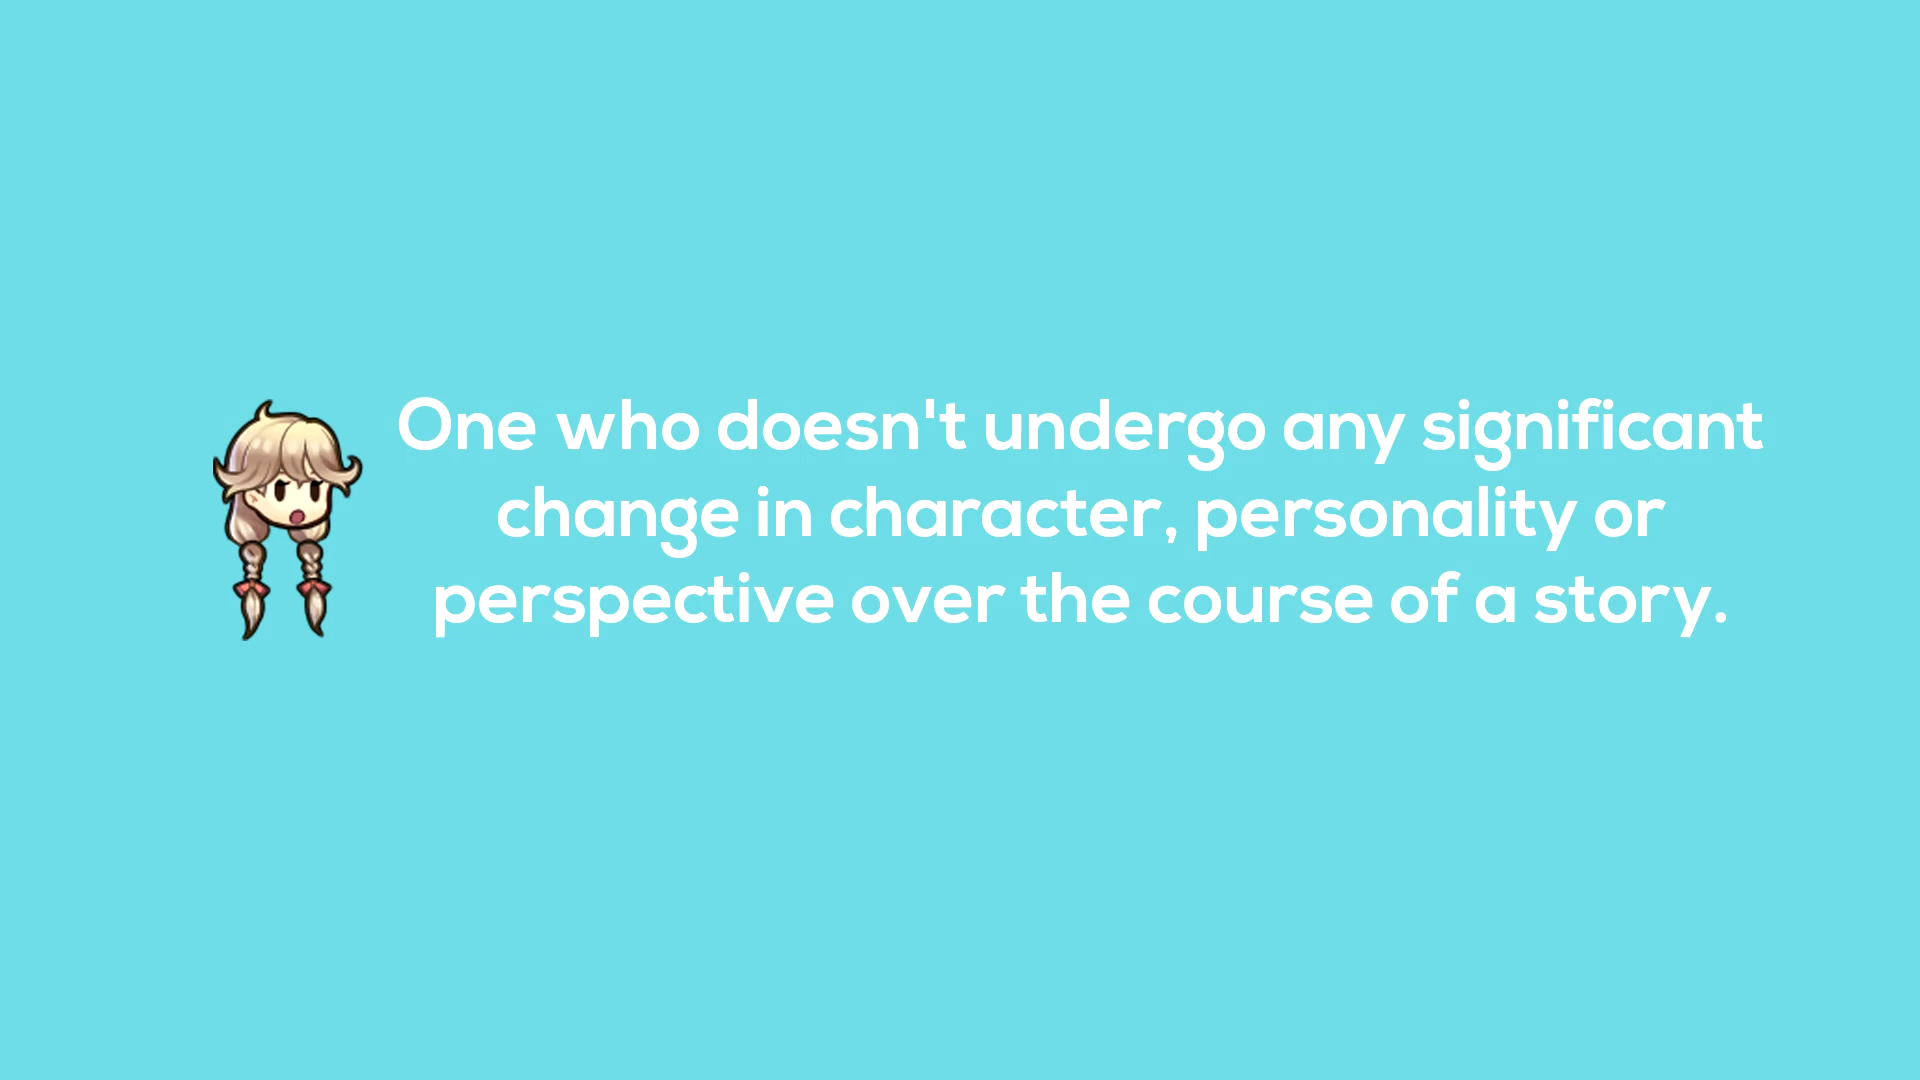 One who doesn't undergo any significant
change in character, personality or
perspective over the course of a story.